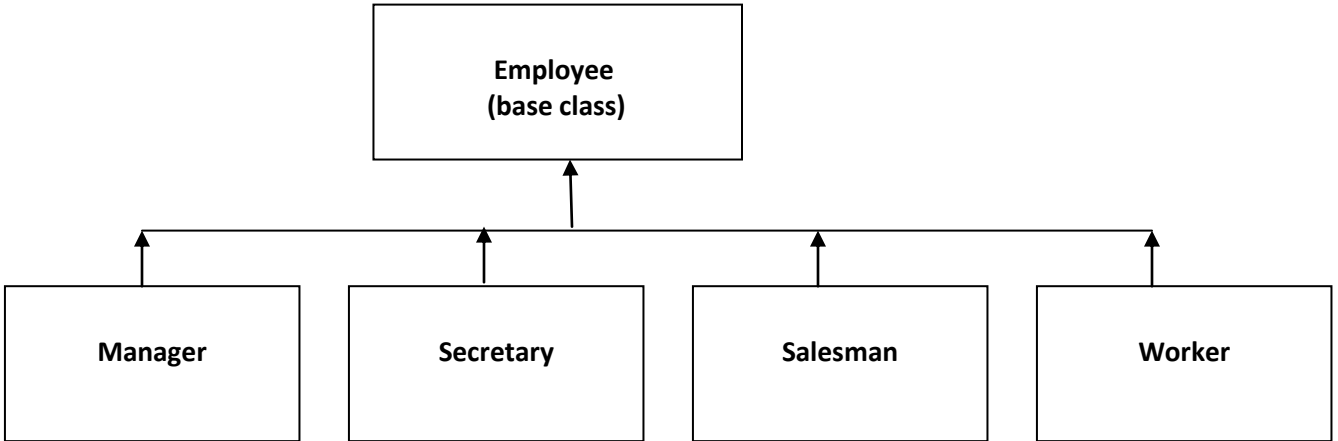 Employee
(base class)
Manager
Secretary
Salesman
Worker